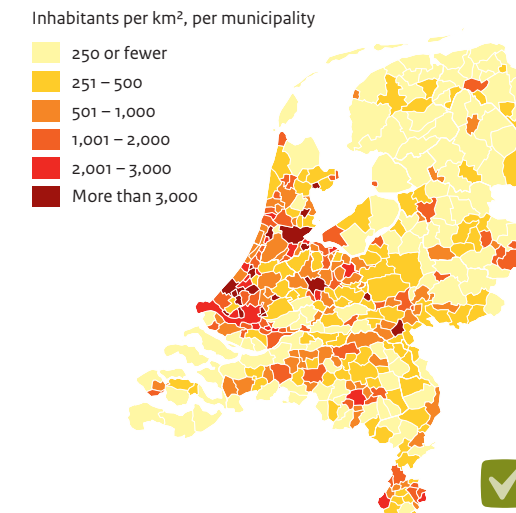 Inhabitants per km², per municipality
250 or fewer
251 – 500
501 – 1,000
1,001 – 2,000
2,001 – 3,000
More than 3,000